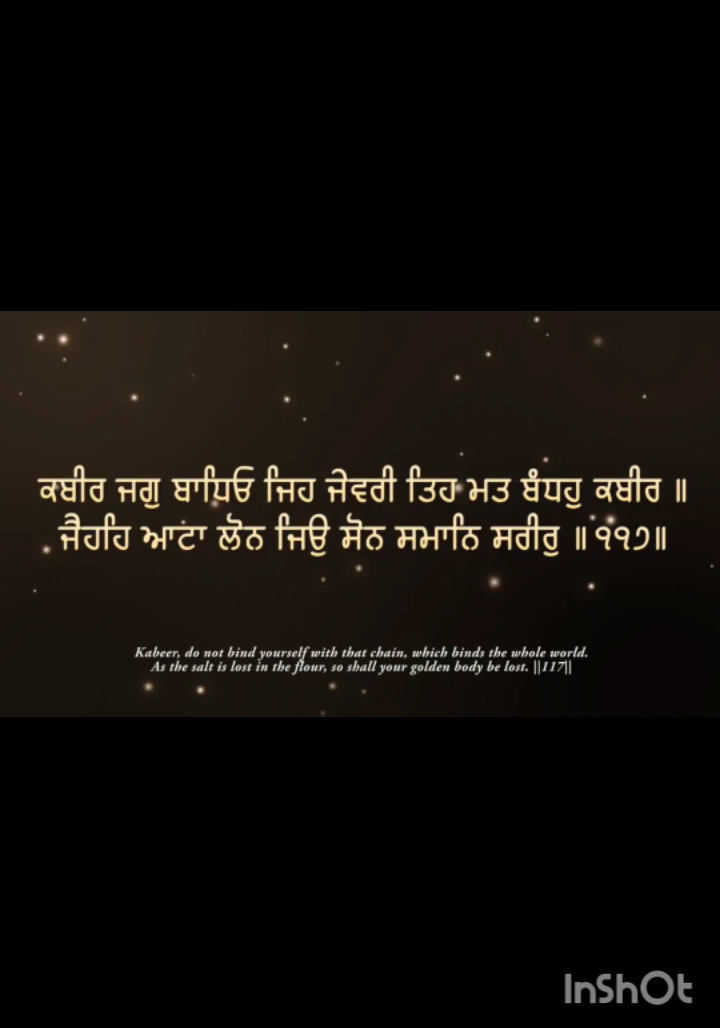 ਕਬੀਰ ਜਗੁ ਬਾਧਿਓ ਜਿਹ ਜੇਵਰੀ ਤਿਹ ਮਤ ਬੰਧਹੁ ਕਬੀਰ ॥
ਜੈਹਹਿ ਆਟਾ ਲੋਨ ਜਿਉ ਸੋਨ ਸਮਾਨਿ ਸਰੀਰੁ ॥੧੧੭॥
Kabeer, do not bind yourself with that chain, which binds the whole world.
As the salt is lost in the flour, so shall your golden body be lost. ||117||
InShOt